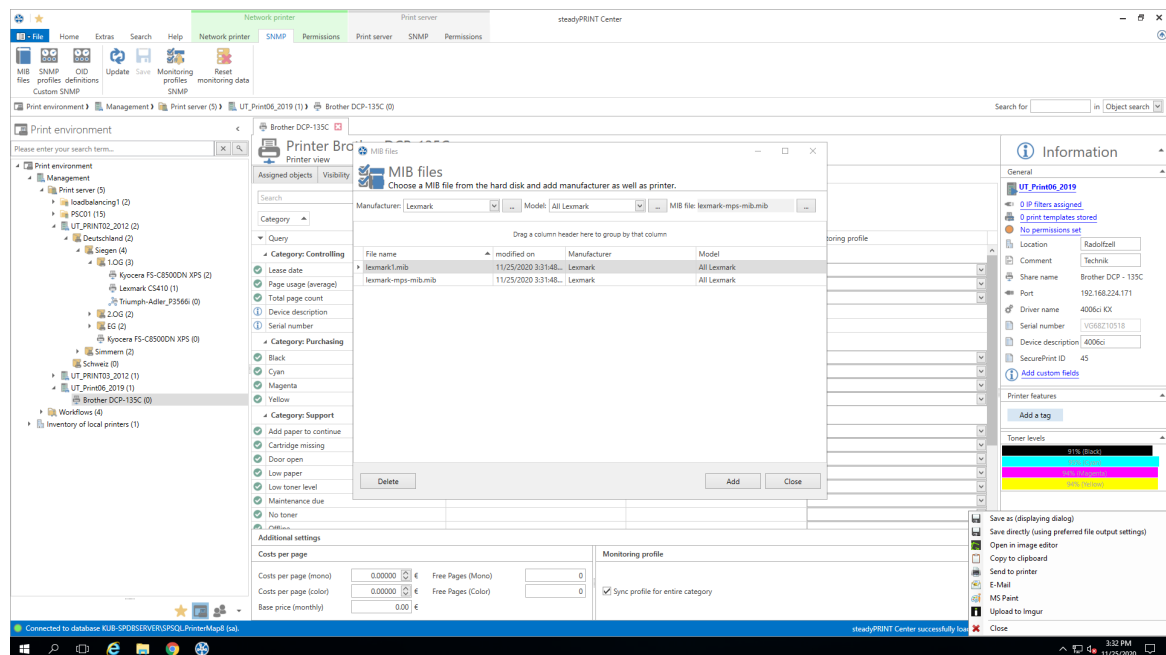 Network printer Print server steadyPRINT Center
File Home Extras Search Help Network printer SNMP Permissions Print server SNMP Permissions
MIB files SNMP profiles OID definitions Update Save Monitoring profiles Reset monitoring data
Custom SNMP SNMP
Print environment Management Print server (5) UT_Print06_2019 (1) Brother DCP-135C (0) Search for in Object search
Print environment
Please enter your search term...
Print environment
Management
Print server (5)
loadbalancing1 (2)
PSC01 (15)
UT_PRINT02_2012 (2)
Deutschland (2)
Siegen (4)
1.OG (3)
Kyocera FS-C8500DN XPS (2)
Lexmark CS410 (1)
Triumph-Adler_P3566i (0)
2.OG (2)
EG (2)
Kyocera FS-C8500DN XPS (0)
Simmern (2)
Schweiz (0)
UT_PRINT03_2012 (1)
UT_Print06_2019 (1)
Brother DCP-135C (0)
Workflows (4)
Inventory of local printers (1)
Brother DCP-135C
Printer Bro
Printer view
Assigned objects Visibility
Search
Category
Query
toring profile
Category: Controlling
Lease date
Page usage (average)
Total page count
Device description
Serial number
Category: Purchasing
Black
Cyan
Magenta
Yellow
Category: Support
Add paper to continue
Cartridge missing
Door open
Low paper
Low toner level
Maintenance due
No toner
MIB files
MIB files
Choose a MIB file from the hard disk and add manufacturer as well as printer.
Manufacturer: Lexmark ... Model: All Lexmark ... MIB file: lexmark-mps-mib.mib ...
Drag a column header here to group by that column
File name modified on Manufacturer Model
lexmark1.mib 11/25/2020 3:31:48... Lexmark All Lexmark
lexmark-mps-mib.mib 11/25/2020 3:31:48... Lexmark All Lexmark
Delete Add Close
Additional settings
Costs per page Monitoring profile
Costs per page (mono) 0.00000 € Free Pages (Mono) 0
Costs per page (color) 0.00000 € Free Pages (Color) 0 Sync profile for entire category
Base price (monthly) 0.00 €
Information
General
UT_Print06_2019
0 IP filters assigned
0 print templates stored
No permissions set
Location Radolfzell
Comment Technik
Share name Brother DCP - 135C
Port 192.168.224.171
Driver name 4006ci KX
Serial number VG68Z10518
Device description 4006ci
SecurePrint ID 45
Add custom fields
Printer features
Add a tag
Toner levels
91% (Black)
94% (Magenta)
94% (Yellow)
Save as (displaying dialog)
Save directly (using preferred file output settings)
Open in image editor
Copy to clipboard
Send to printer
E-Mail
MS Paint
Upload to Imgur
Close
Connected to database KUB-SPDBSERVER\SPSQL.PrinterMap8 (sa). steadyPRINT Center successfully loa
3:32 PM
11/25/2020